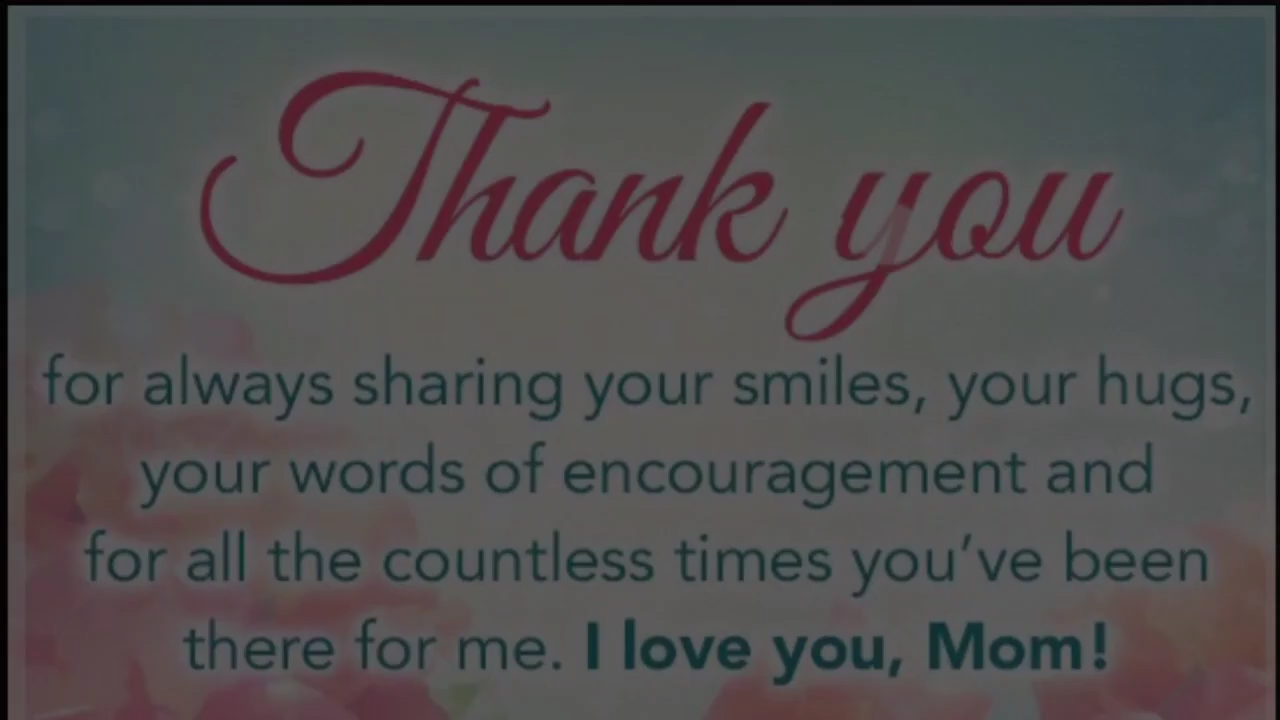 Thank you
for always sharing your smiles, your hugs,
your words of encouragement and
for all the countless times you've been
there for me. I love you, Mom!